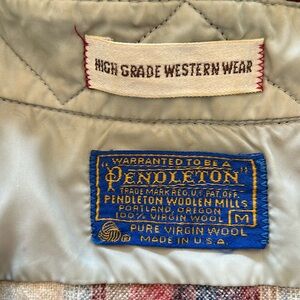 HIGH GRADE WESTERN WEAR
"WARRANTED TO BE A
PENDLETON"
TRADE MARK REG. U.S. PAT. OFF.
PENDLETON WOOLEN MILLS
PORTLAND, OREGON
100% VIRGIN WOOL M
PURE VIRGIN WOOL
MADE IN U.S.A.